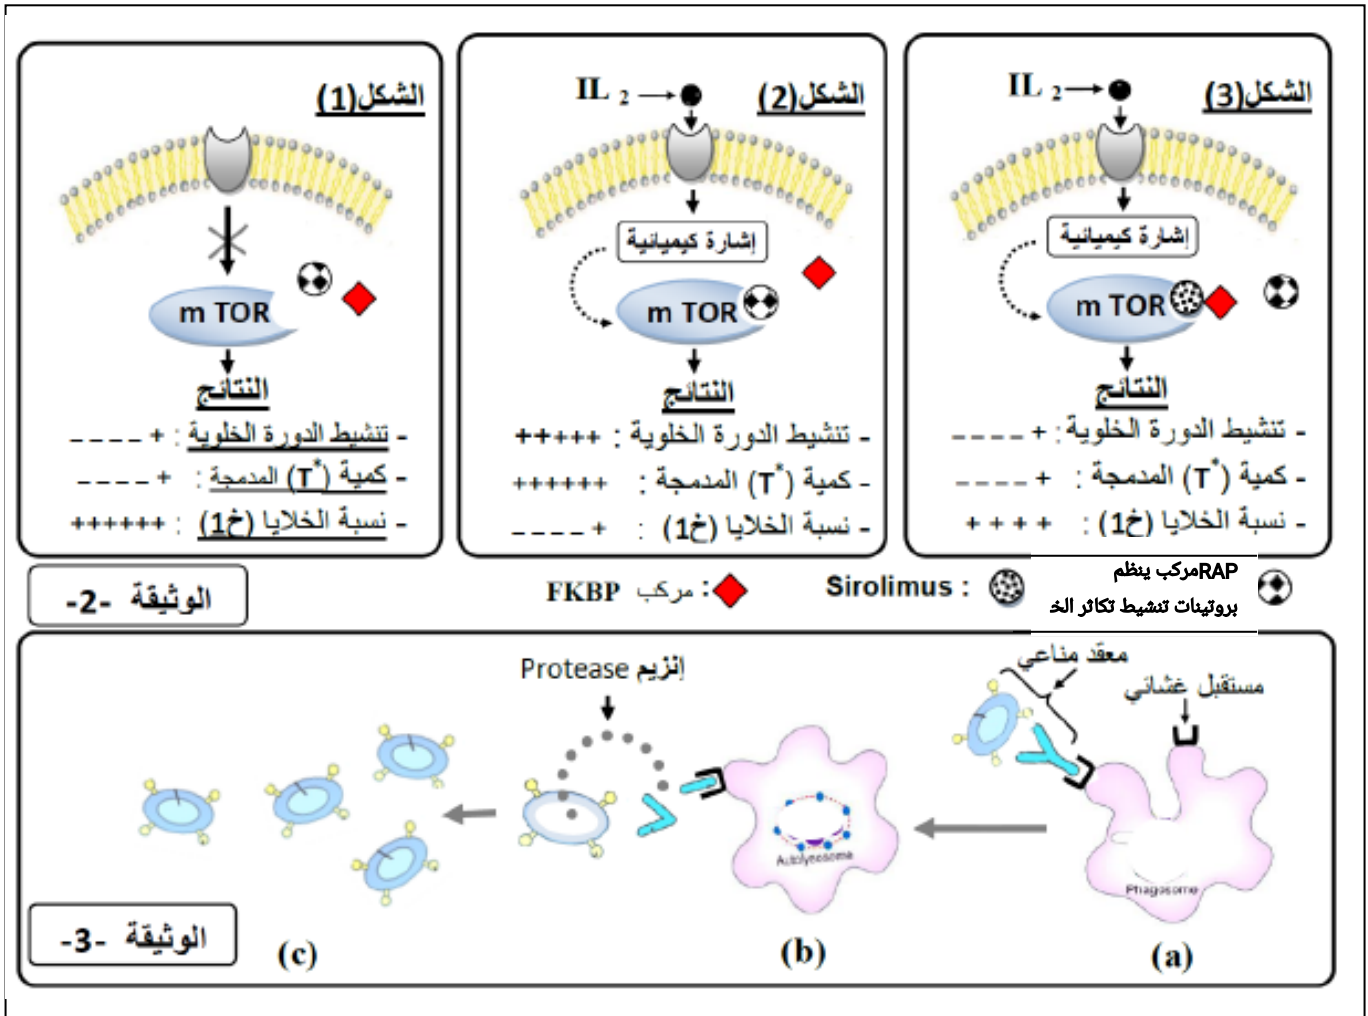 الشكل(3)
IL 2
إشارة كيميائية
m TOR
النتائج
- تنشيط الدورة الخلوية : + – – – –
- كمية (T*) المدمجة : + – – – –
- نسبة الخلايا (خ1) : + + + +
الشكل(2)
IL 2
إشارة كيميائية
m TOR
النتائج
- تنشيط الدورة الخلوية : +++++
- كمية (T*) المدمجة : ++++++
- نسبة الخلايا (خ1) : + – – – –
الشكل(1)
m TOR
النتائج
- تنشيط الدورة الخلوية : + – – – –
- كمية (T*) المدمجة : + – – – –
- نسبة الخلايا (خ1) : ++++++
RAPمركب ينظم
بروتينات تنشيط تكاثر الخ
Sirolimus :
: مركب FKBP
الوثيقة -2-
معقد مناعي
مستقبل غشائي
Phagosome
(a)
Autolysosome
(b)
إنزيم Protease
(c)
الوثيقة -3-